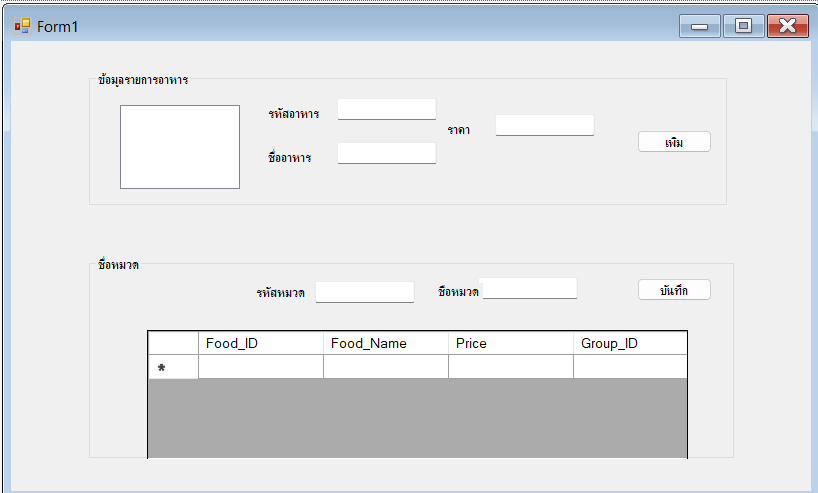 Form1
ข้อมูลรายการอาหาร
รหัสอาหาร
ราคา
เพิ่ม
ชื่ออาหาร
ชื่อหมวด
รหัสหมวด ชื่อหมวด บันทึก
Food_ID Food_Name Price Group_ID
*